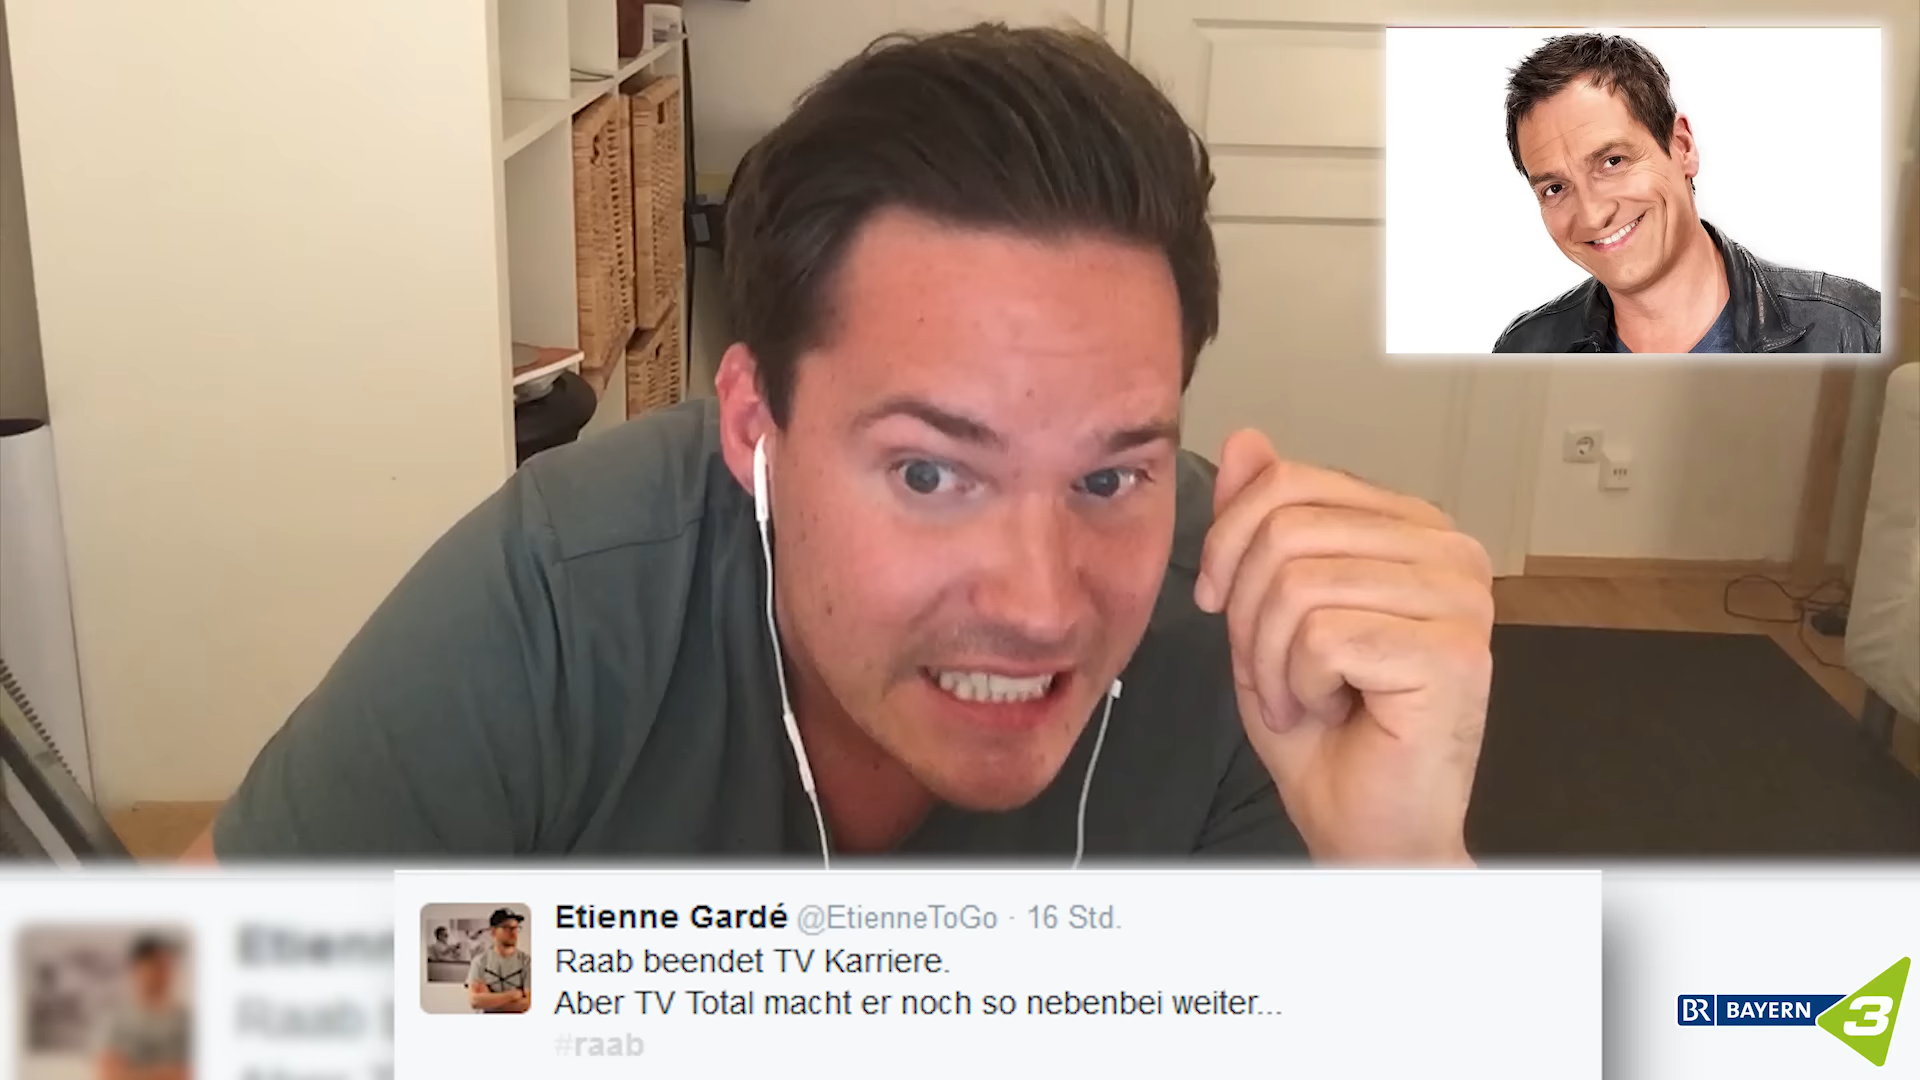 Etienne Gardé @EtienneToGo · 16 Std.
Raab beendet TV Karriere.
Aber TV Total macht er noch so nebenbei weiter...
#raab
BR BAYERN 3